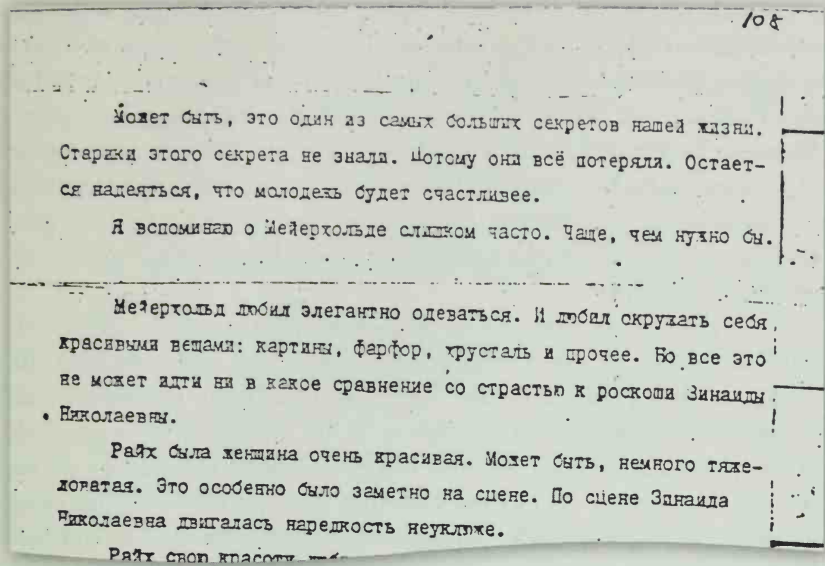 108
Может быть, это один из самых больших секретов нашей жизни.
Старики этого секрета не знали. Потому они всё потеряли. Остает-
ся надеяться, что молодежь будет счастливее.
Я вспоминаю о Мейерхольде слишком часто. Чаще, чем нужно бы.
Мейерхольд любил элегантно одеваться. И любил окружать себя
красивыми вещами: картины, фарфор, хрусталь и прочее. Но все это
не может идти ни в какое сравнение со страстью к роскоши Зинаиды
Николаевны.
Райх была женщина очень красивая. Может быть, немного тяже-
ловатая. Это особенно было заметно на сцене. По сцене Зинаида
Николаевна двигалась наредкость неуклюже.
Райх свою красоту